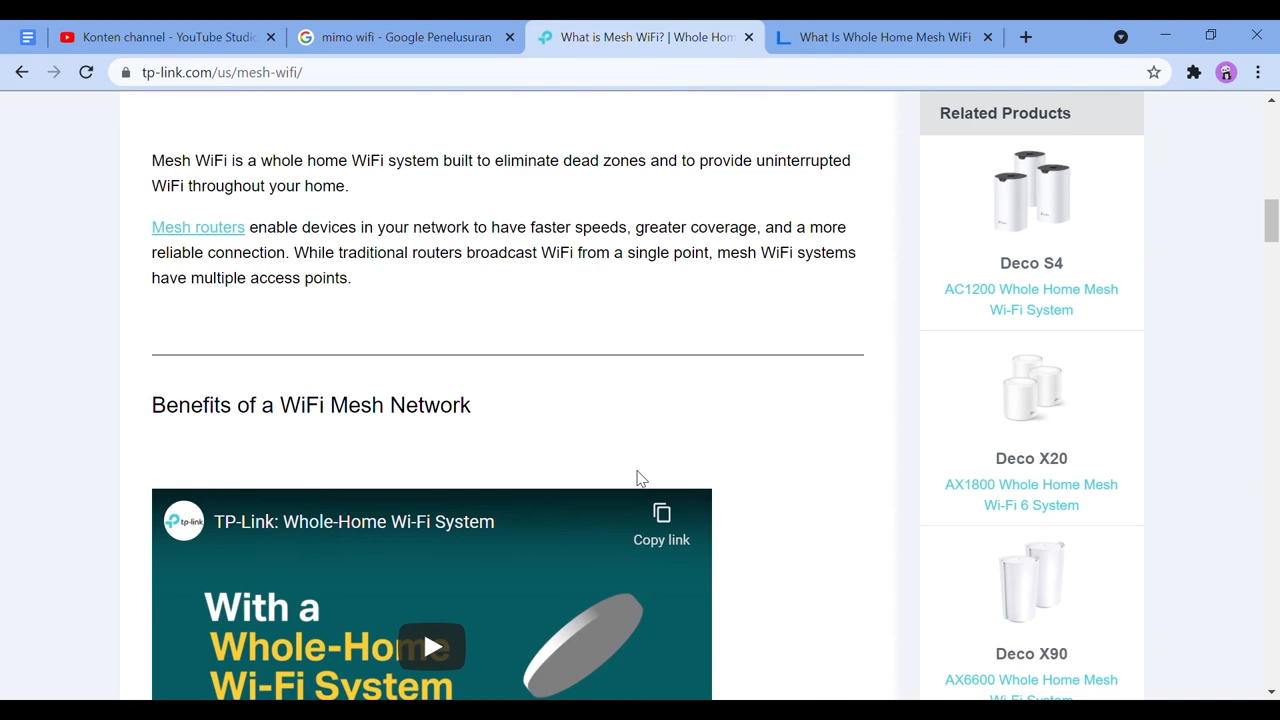 Konten channel - YouTube Studio
mimo wifi - Google Penelusuran
What is Mesh WiFi? | Whole Hom
What Is Whole Home Mesh WiFi
tp-link.com/us/mesh-wifi/
Mesh WiFi is a whole home WiFi system built to eliminate dead zones and to provide uninterrupted
WiFi throughout your home.
Mesh routers enable devices in your network to have faster speeds, greater coverage, and a more
reliable connection. While traditional routers broadcast WiFi from a single point, mesh WiFi systems
have multiple access points.
Benefits of a WiFi Mesh Network
tp-link
TP-Link: Whole-Home Wi-Fi System
Copy link
With a
Whole-Home
Wi-Fi System
Related Products
Deco S4
AC1200 Whole Home Mesh
Wi-Fi System
Deco X20
AX1800 Whole Home Mesh
Wi-Fi 6 System
Deco X90
AX6600 Whole Home Mesh
Wi-Fi System